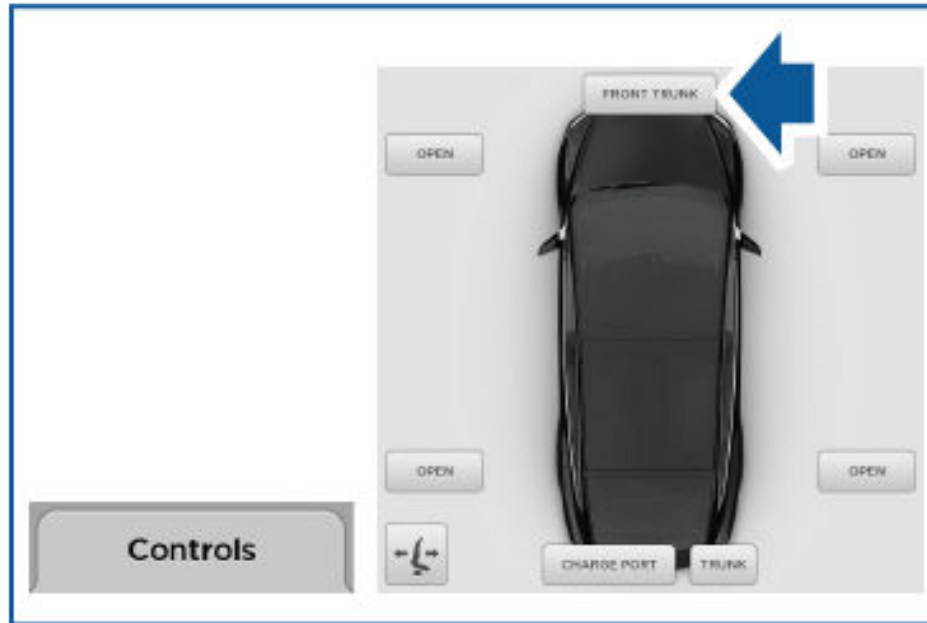 FRONT TRUNK
OPEN OPEN
OPEN OPEN
Controls
CHARGE PORT TRUNK